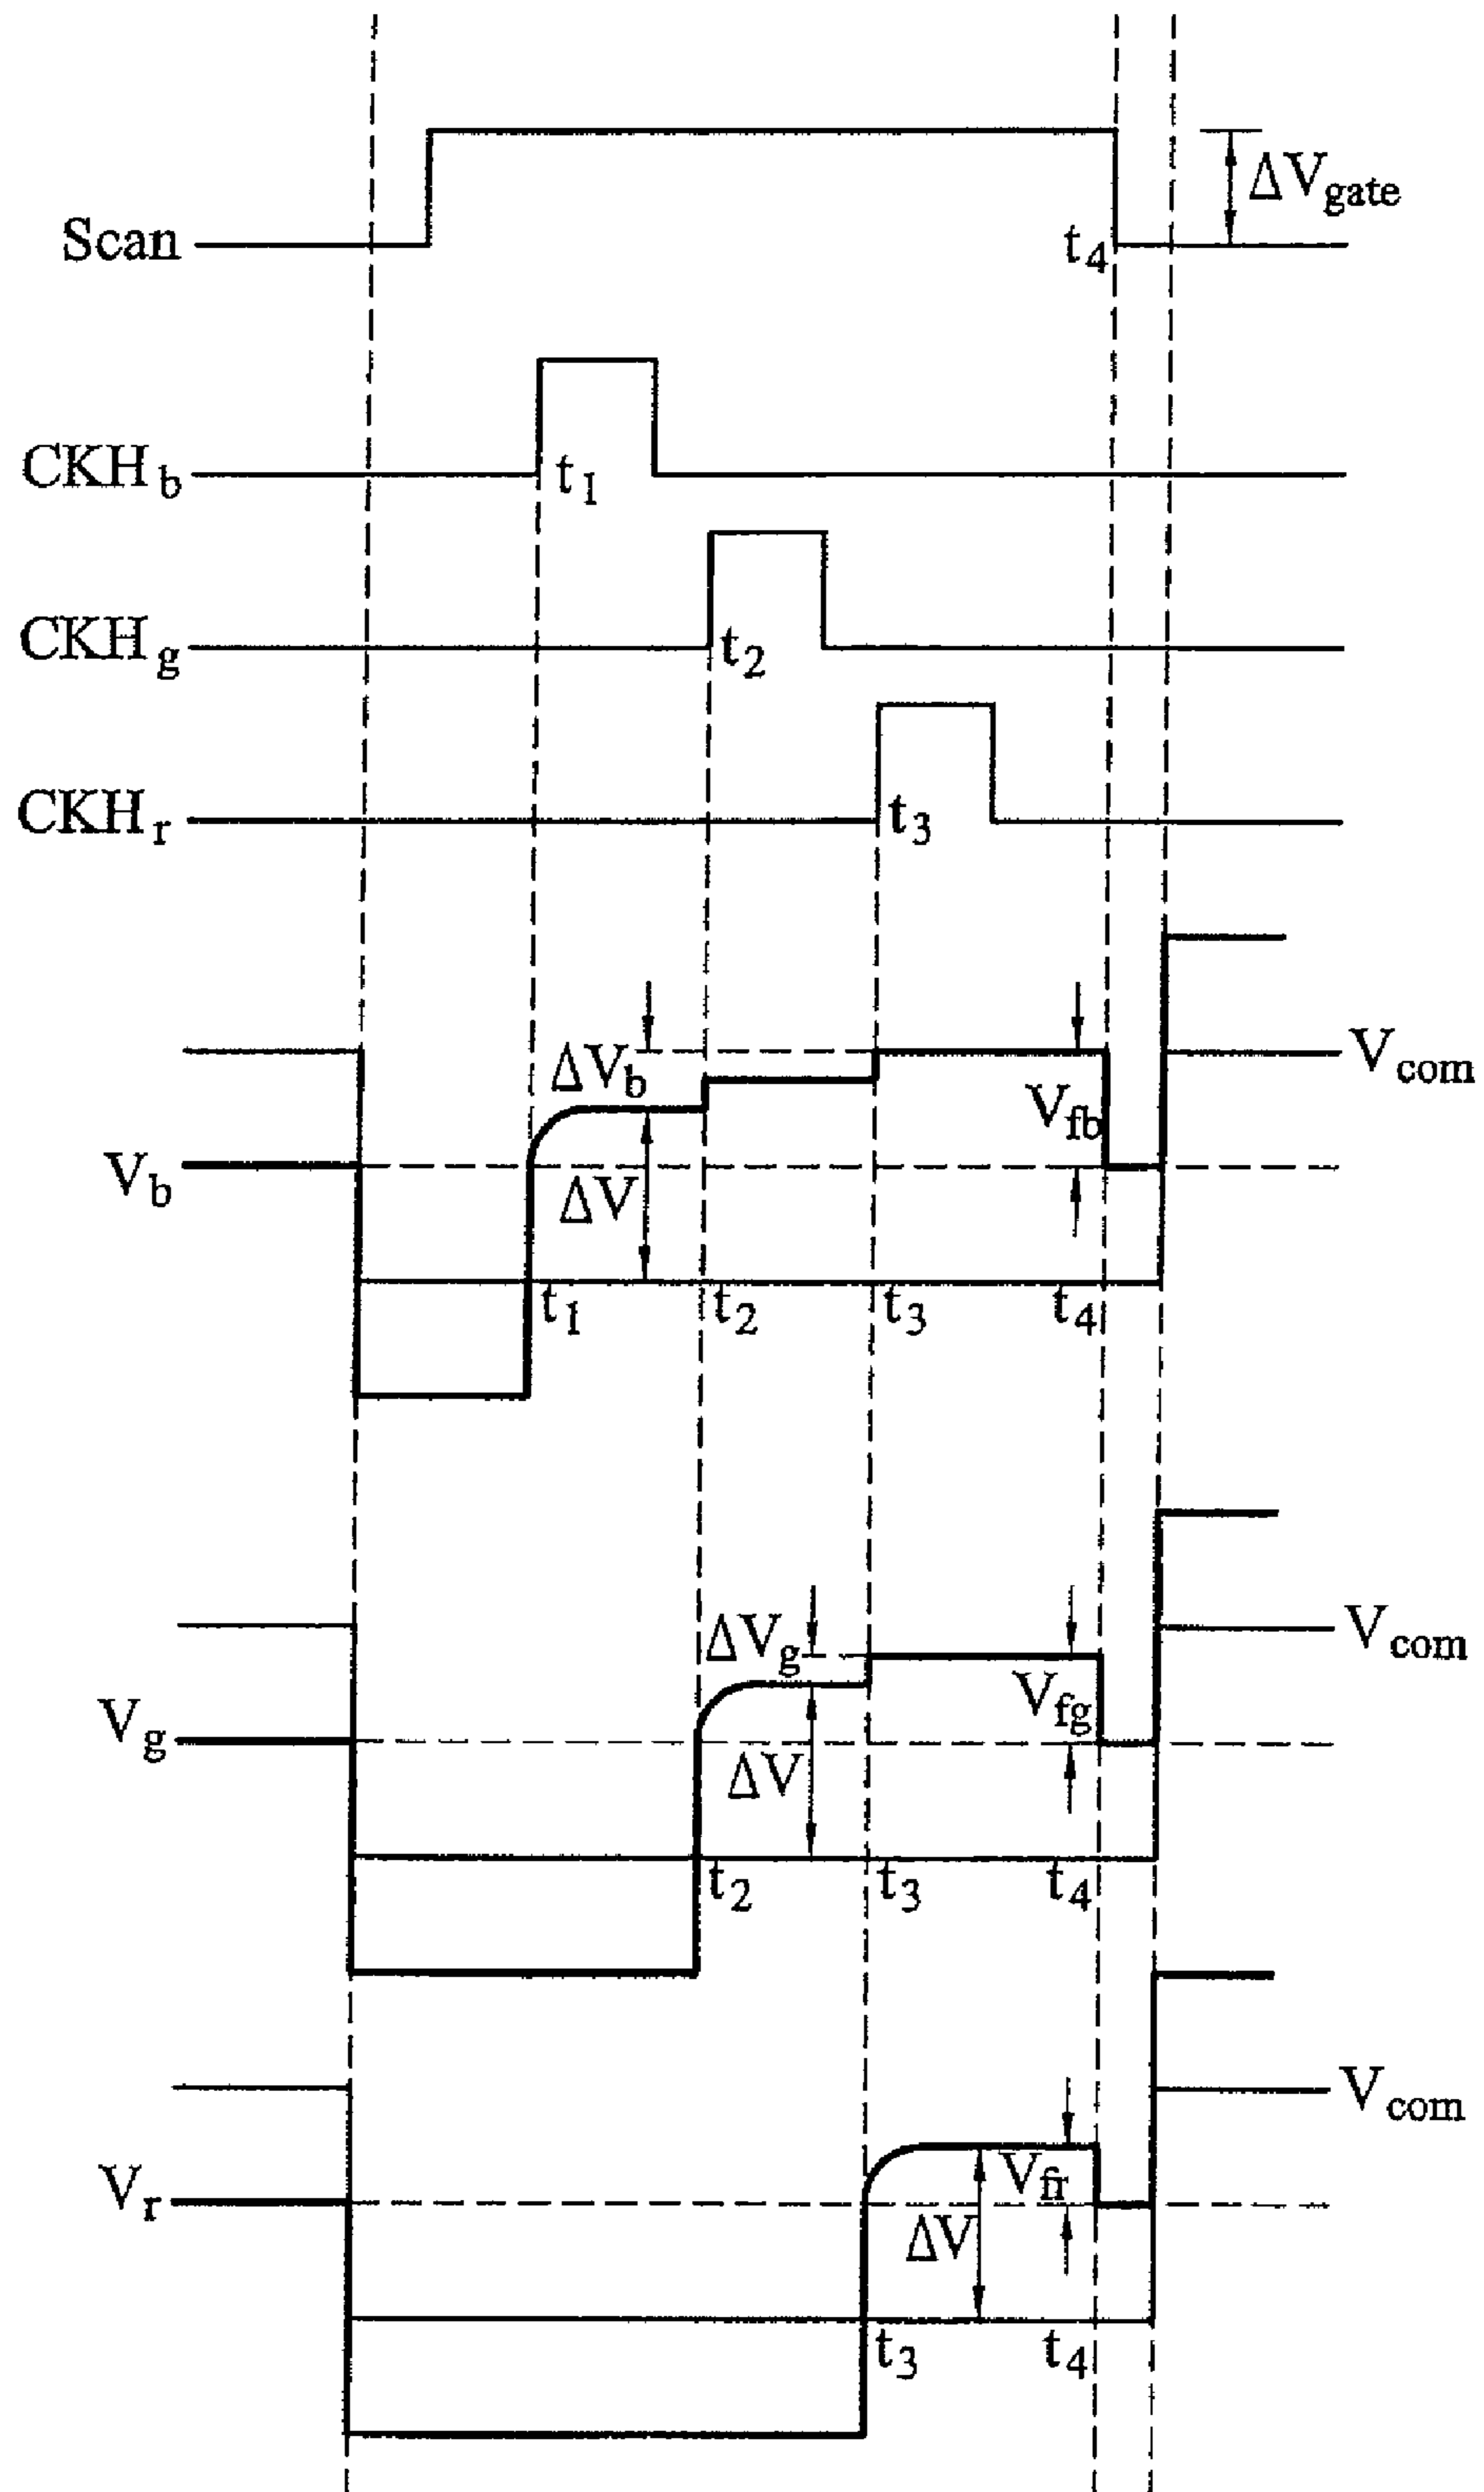 ΔV_gate
Scan
t_4
CKH_b
t_1
CKH_g
t_2
CKH_r
t_3
ΔV_b
V_com
V_fb
V_b
ΔV
t_1 t_2 t_3 t_4
ΔV_g
V_com
V_fg
V_g
ΔV
t_2 t_3 t_4
V_com
V_fr
V_r
ΔV
t_3 t_4